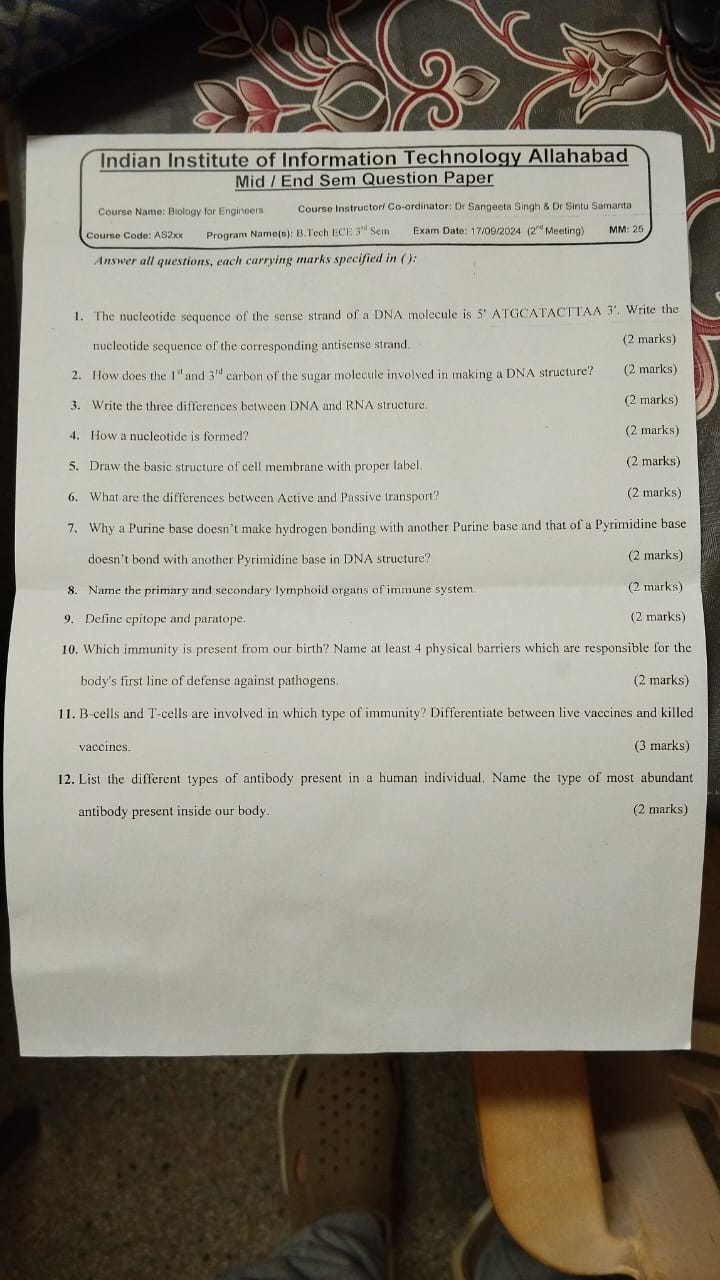 Indian Institute of Information Technology Allahabad
Mid / End Sem Question Paper
Course Name: Biology for Engineers Course Instructor/ Co-ordinator: Dr Sangeeta Singh & Dr Sintu Samanta
Course Code: AS2xx Program Name(s): B.Tech ECE 3rd Sem Exam Date: 17/09/2024 (2nd Meeting) MM: 25
Answer all questions, each carrying marks specified in ( ):
1. The nucleotide sequence of the sense strand of a DNA molecule is 5' ATGCATACTTAA 3'. Write the
nucleotide sequence of the corresponding antisense strand. (2 marks)
2. How does the 1st and 3rd carbon of the sugar molecule involved in making a DNA structure? (2 marks)
3. Write the three differences between DNA and RNA structure. (2 marks)
4. How a nucleotide is formed? (2 marks)
5. Draw the basic structure of cell membrane with proper label. (2 marks)
6. What are the differences between Active and Passive transport? (2 marks)
7. Why a Purine base doesn't make hydrogen bonding with another Purine base and that of a Pyrimidine base
doesn't bond with another Pyrimidine base in DNA structure? (2 marks)
8. Name the primary and secondary lymphoid organs of immune system. (2 marks)
9. Define epitope and paratope. (2 marks)
10. Which immunity is present from our birth? Name at least 4 physical barriers which are responsible for the
body's first line of defense against pathogens. (2 marks)
11. B-cells and T-cells are involved in which type of immunity? Differentiate between live vaccines and killed
vaccines. (3 marks)
12. List the different types of antibody present in a human individual. Name the type of most abundant
antibody present inside our body. (2 marks)